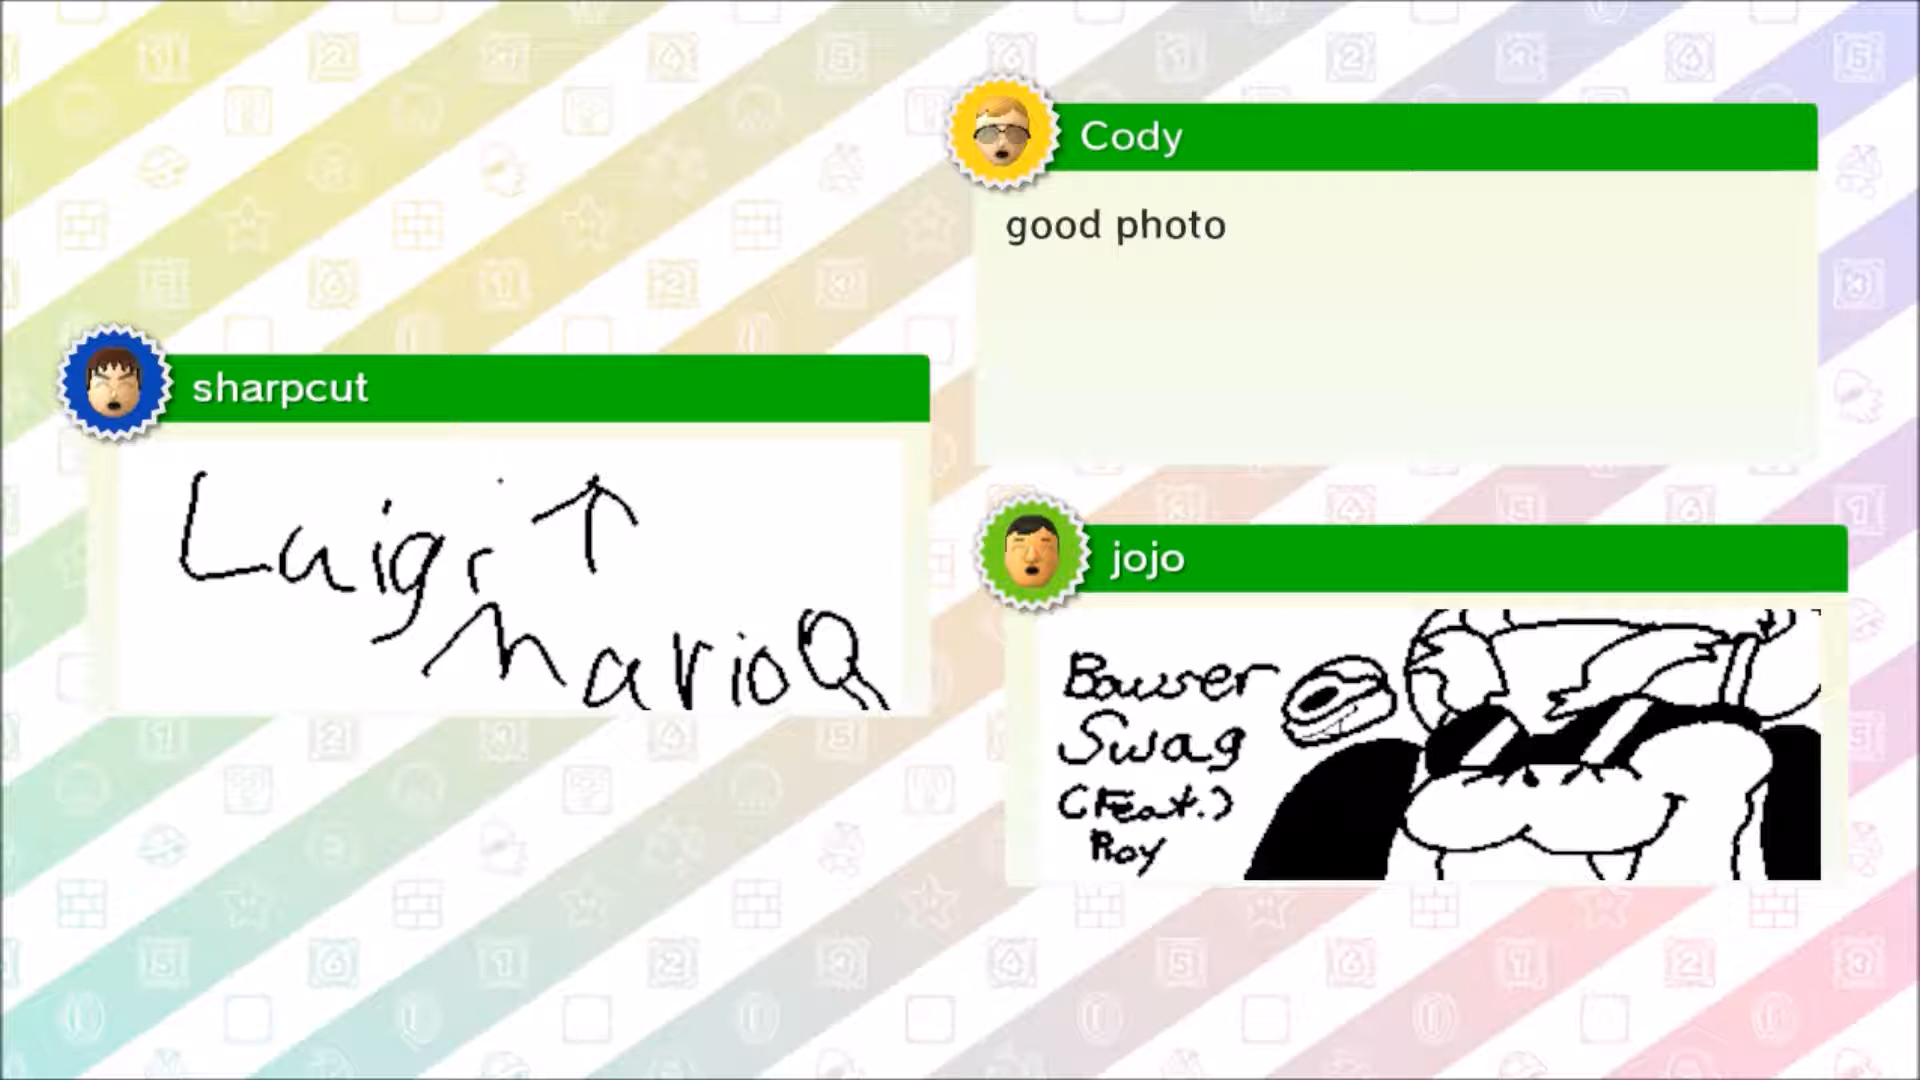 Cody
good photo
sharpcut
Luigi ↑
Mario
jojo
Bowser
Swag
(Feat.)
Roy